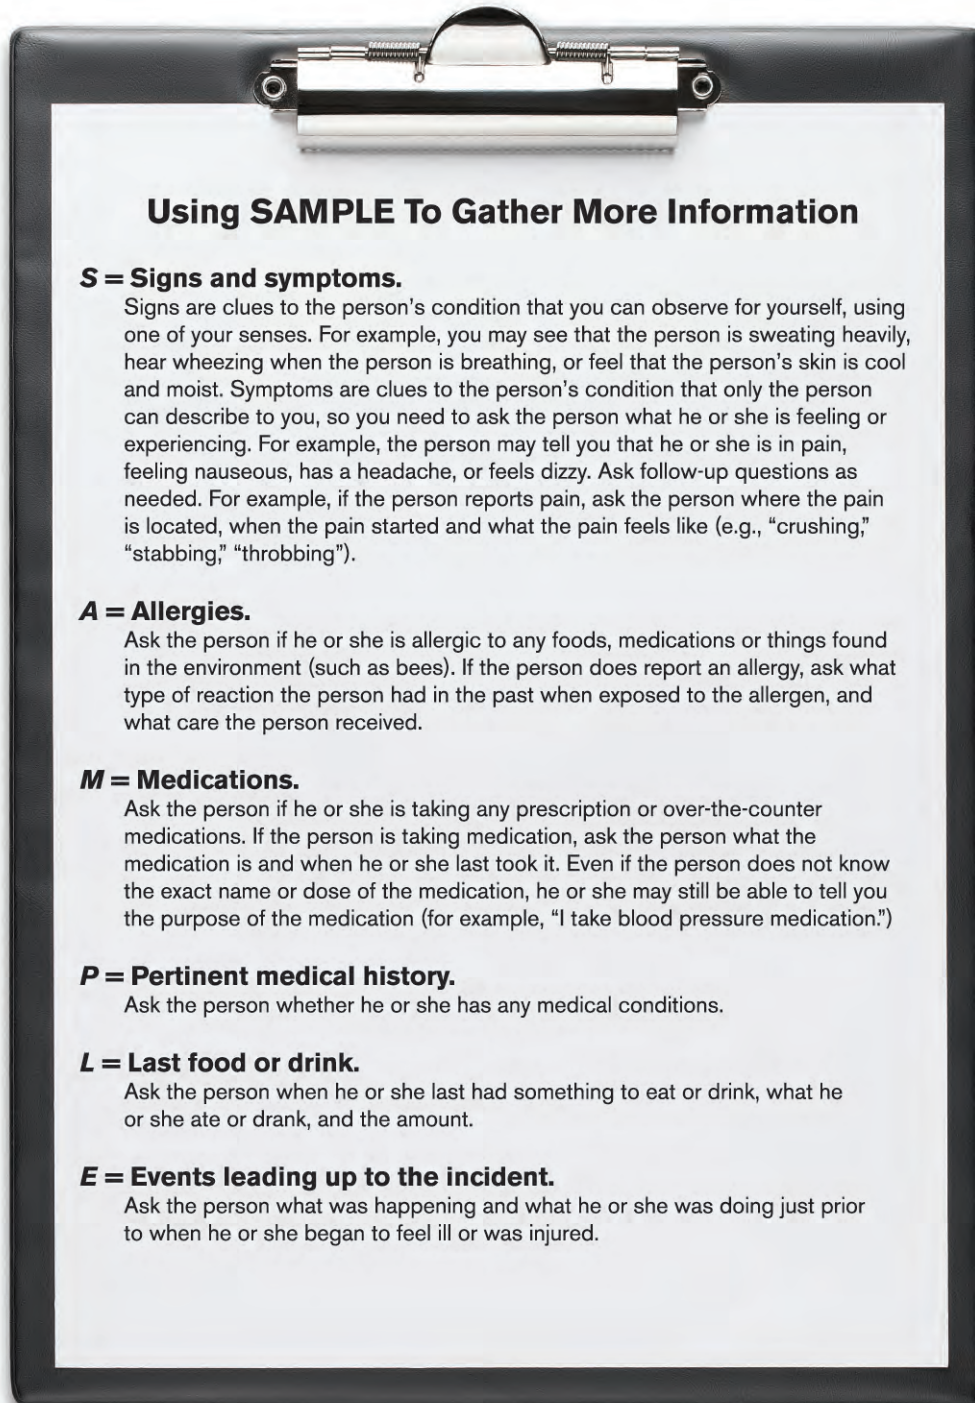 Using SAMPLE To Gather More Information
S = Signs and symptoms.
Signs are clues to the person’s condition that you can observe for yourself, using
one of your senses. For example, you may see that the person is sweating heavily,
hear wheezing when the person is breathing, or feel that the person’s skin is cool
and moist. Symptoms are clues to the person’s condition that only the person
can describe to you, so you need to ask the person what he or she is feeling or
experiencing. For example, the person may tell you that he or she is in pain,
feeling nauseous, has a headache, or feels dizzy. Ask follow-up questions as
needed. For example, if the person reports pain, ask the person where the pain
is located, when the pain started and what the pain feels like (e.g., “crushing,”
“stabbing,” “throbbing”).
A = Allergies.
Ask the person if he or she is allergic to any foods, medications or things found
in the environment (such as bees). If the person does report an allergy, ask what
type of reaction the person had in the past when exposed to the allergen, and
what care the person received.
M = Medications.
Ask the person if he or she is taking any prescription or over-the-counter
medications. If the person is taking medication, ask the person what the
medication is and when he or she last took it. Even if the person does not know
the exact name or dose of the medication, he or she may still be able to tell you
the purpose of the medication (for example, “I take blood pressure medication.”)
P = Pertinent medical history.
Ask the person whether he or she has any medical conditions.
L = Last food or drink.
Ask the person when he or she last had something to eat or drink, what he
or she ate or drank, and the amount.
E = Events leading up to the incident.
Ask the person what was happening and what he or she was doing just prior
to when he or she began to feel ill or was injured.